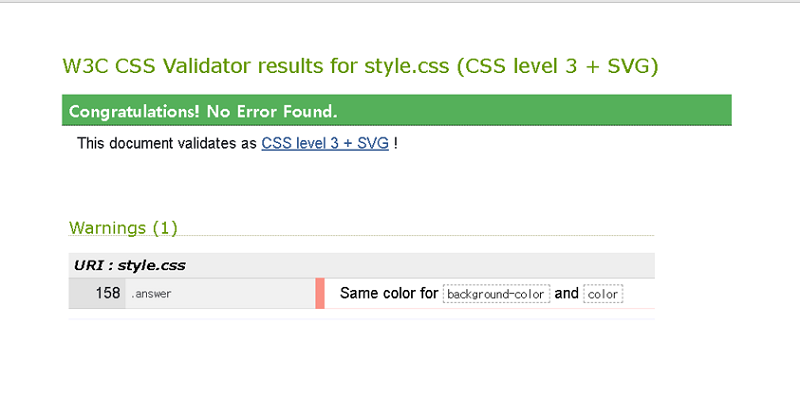 W3C CSS Validator results for style.css (CSS level 3 + SVG)
Congratulations! No Error Found.
This document validates as CSS level 3 + SVG !
Warnings (1)
URI : style.css
158 .answer Same color for background-color and color